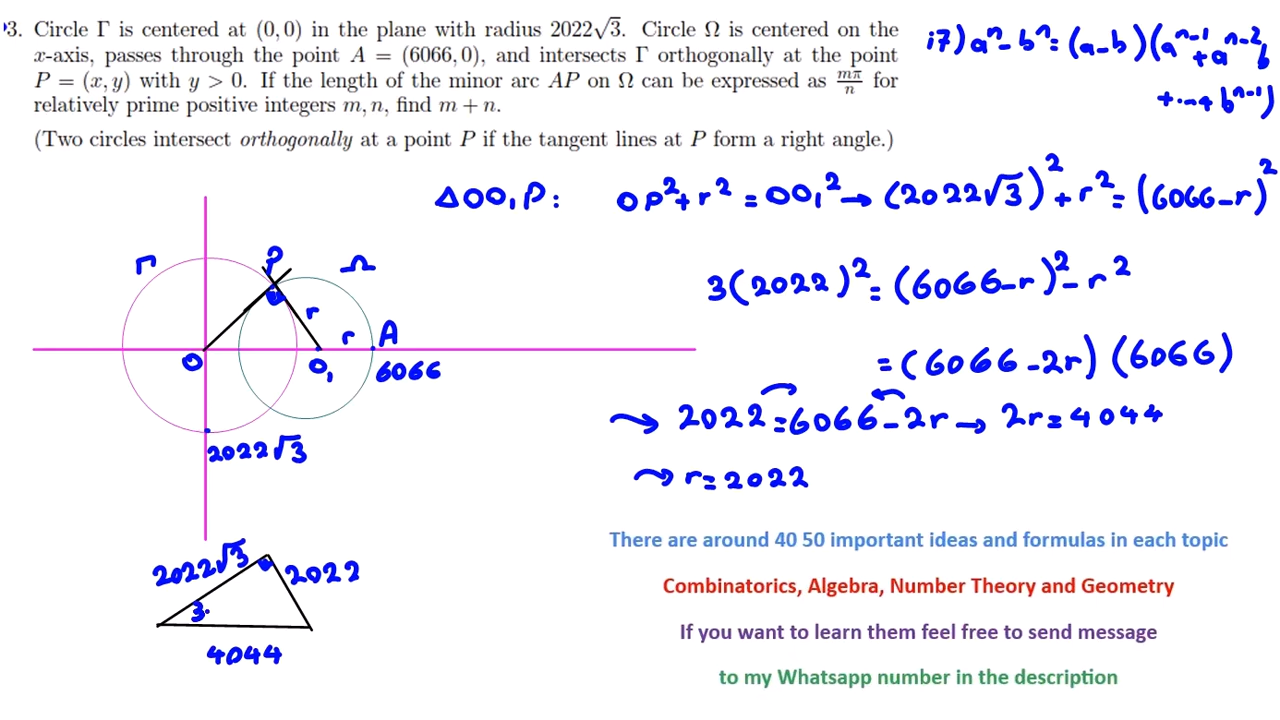 3. Circle Γ is centered at (0,0) in the plane with radius 2022√3. Circle Ω is centered on the
x-axis, passes through the point A = (6066, 0), and intersects Γ orthogonally at the point
P = (x, y) with y > 0. If the length of the minor arc AP on Ω can be expressed as mπ/n for
relatively prime positive integers m, n, find m + n.
(Two circles intersect orthogonally at a point P if the tangent lines at P form a right angle.)
i7) aⁿ - bⁿ = (a-b)(aⁿ⁻¹ + aⁿ⁻²b
+ ... + bⁿ⁻¹)
ΔOO₁P: OP² + r² = OO₁² → (2022√3)² + r² = (6066-r)²
3(2022)² = (6066-r)² - r²
= (6066-2r)(6066)
→ 2022 = 6066 - 2r → 2r = 4044
→ r = 2022
Γ
P
Ω
r
r
A
O
O₁
6066
2022√3
2022√3
2022
30
4044
There are around 40 50 important ideas and formulas in each topic
Combinatorics, Algebra, Number Theory and Geometry
If you want to learn them feel free to send message
to my Whatsapp number in the description